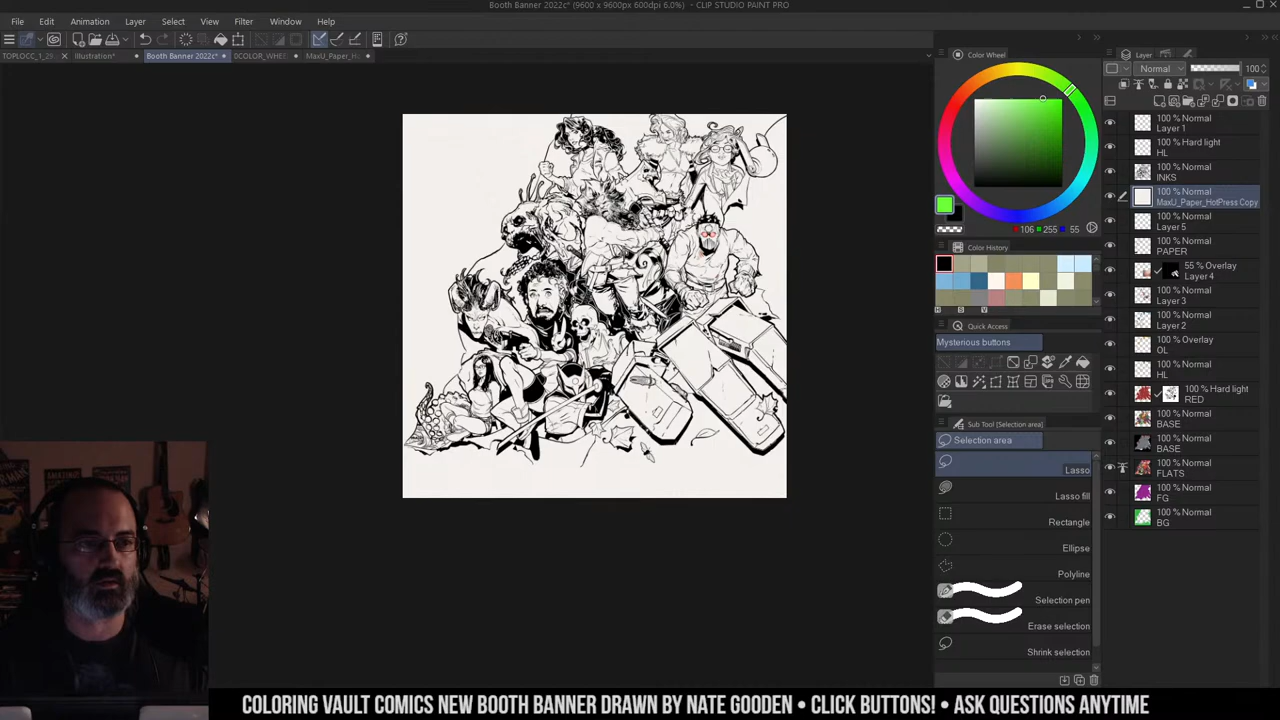 Booth Banner 2022c* (9600 x 9600px 600dpi 6.0%) - CLIP STUDIO PAINT PRO
File Edit Animation Layer Select View Filter Window Help
TOPLOCC_1_29 Illustration* Booth Banner 2022c* 0COLOR_WHEE MaxU_Paper_H
Color Wheel
106 255 55
Color History
H S V
Quick Access
Mysterious buttons
Sub Tool [Selection area]
Selection area
Lasso
Lasso fill
Rectangle
Ellipse
Polyline
Selection pen
Erase selection
Shrink selection
Layer
Normal 100
100 % Normal
Layer 1
100 % Hard light
HL
100 % Normal
INKS
100 % Normal
MaxU_Paper_HotPress Copy
100 % Normal
Layer 5
100 % Normal
PAPER
55 % Overlay
Layer 4
100 % Normal
Layer 3
100 % Normal
Layer 2
100 % Overlay
OL
100 % Normal
HL
100 % Hard light
RED
100 % Normal
BASE
100 % Normal
BASE
100 % Normal
FLATS
100 % Normal
FG
100 % Normal
BG
COLORING VAULT COMICS NEW BOOTH BANNER DRAWN BY NATE GOODEN • CLICK BUTTONS! • ASK QUESTIONS ANYTIME